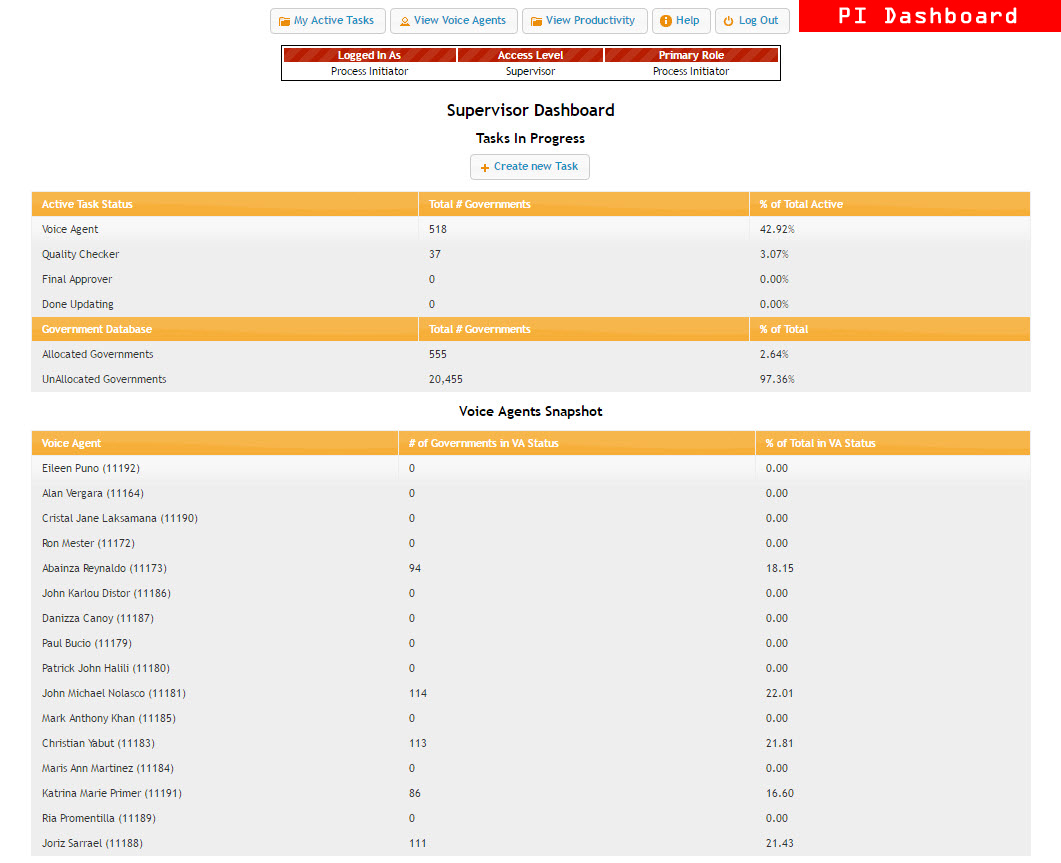 My Active Tasks View Voice Agents View Productivity Help Log Out PI Dashboard
Logged In As Access Level Primary Role
Process Initiator Supervisor Process Initiator
Supervisor Dashboard
Tasks In Progress
Create new Task
Active Task Status Total # Governments % of Total Active
Voice Agent 518 42.92%
Quality Checker 37 3.07%
Final Approver 0 0.00%
Done Updating 0 0.00%
Government Database Total # Governments % of Total
Allocated Governments 555 2.64%
UnAllocated Governments 20,455 97.36%
Voice Agents Snapshot
Voice Agent # of Governments in VA Status % of Total in VA Status
Eileen Puno (11192) 0 0.00
Alan Vergara (11164) 0 0.00
Cristal Jane Laksamana (11190) 0 0.00
Ron Mester (11172) 0 0.00
Abainza Reynaldo (11173) 94 18.15
John Karlou Distor (11186) 0 0.00
Danizza Canoy (11187) 0 0.00
Paul Bucio (11179) 0 0.00
Patrick John Halili (11180) 0 0.00
John Michael Nolasco (11181) 114 22.01
Mark Anthony Khan (11185) 0 0.00
Christian Yabut (11183) 113 21.81
Maris Ann Martinez (11184) 0 0.00
Katrina Marie Primer (11191) 86 16.60
Ria Promentilla (11189) 0 0.00
Joriz Sarrael (11188) 111 21.43